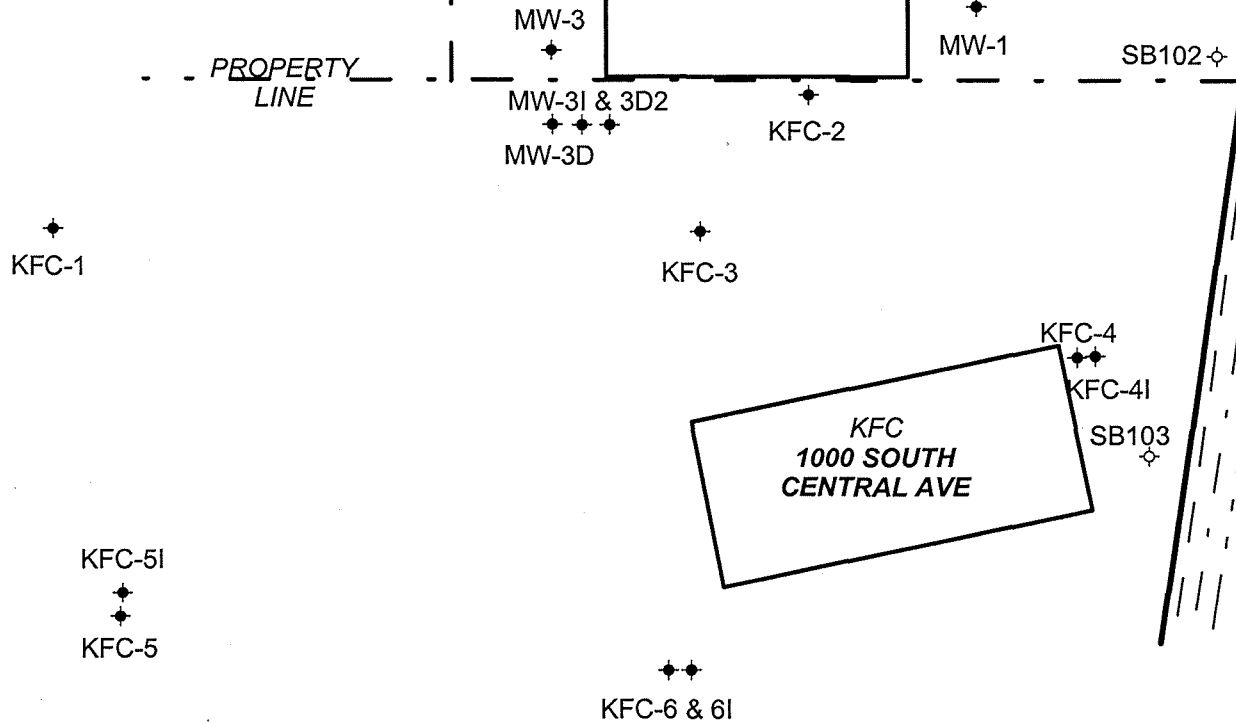 MW-3
MW-1
SB102
PROPERTY
LINE
MW-3I & 3D2
KFC-2
MW-3D
KFC-1
KFC-3
KFC-4
KFC-4I
KFC
1000 SOUTH
CENTRAL AVE
SB103
KFC-5I
KFC-5
KFC-6 & 6I